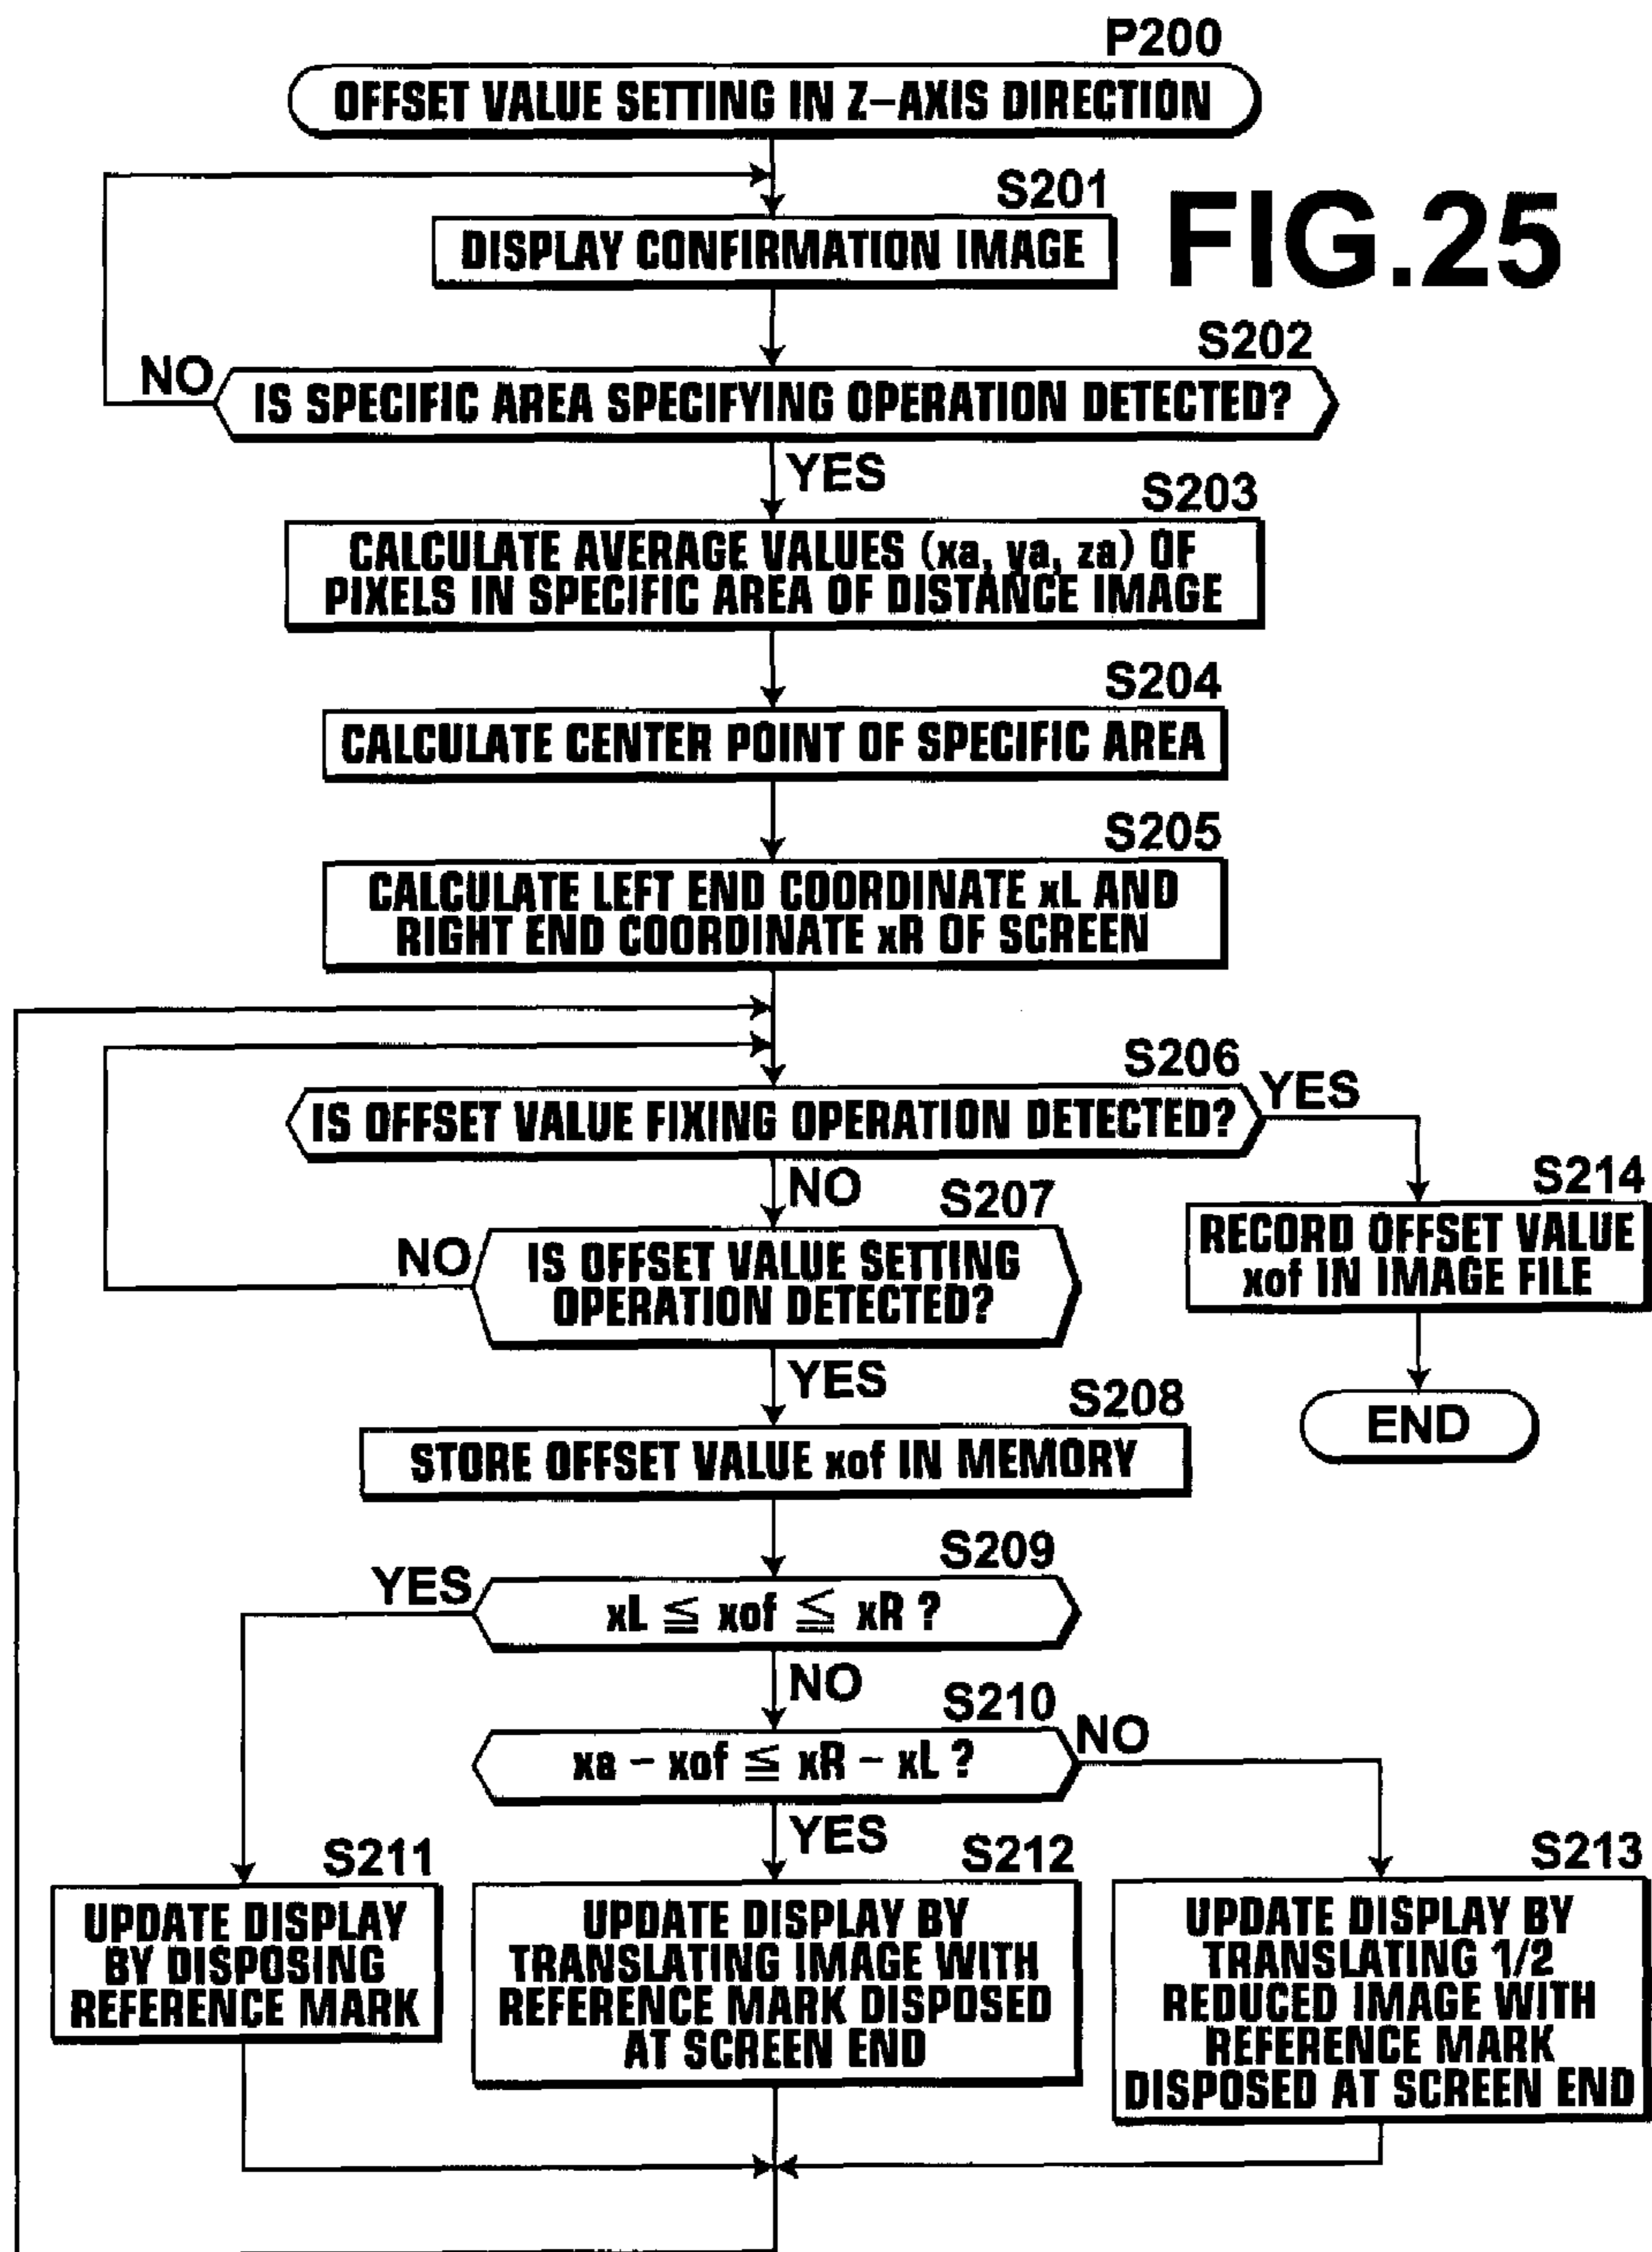 P200
OFFSET VALUE SETTING IN Z-AXIS DIRECTION
S201
DISPLAY CONFIRMATION IMAGE
FIG.25
S202
NO
IS SPECIFIC AREA SPECIFYING OPERATION DETECTED?
YES
S203
CALCULATE AVERAGE VALUES (xa, ya, za) OF
PIXELS IN SPECIFIC AREA OF DISTANCE IMAGE
S204
CALCULATE CENTER POINT OF SPECIFIC AREA
S205
CALCULATE LEFT END COORDINATE xL AND
RIGHT END COORDINATE xR OF SCREEN
S206
IS OFFSET VALUE FIXING OPERATION DETECTED?
YES
NO
S207
NO
IS OFFSET VALUE SETTING
OPERATION DETECTED?
S214
RECORD OFFSET VALUE
xof IN IMAGE FILE
YES
END
S208
STORE OFFSET VALUE xof IN MEMORY
S209
YES
xL ≦ xof ≦ xR ?
NO
S210
xa - xof ≦ xR - xL ?
NO
YES
S211
UPDATE DISPLAY
BY DISPOSING
REFERENCE MARK
S212
UPDATE DISPLAY BY
TRANSLATING IMAGE WITH
REFERENCE MARK DISPOSED
AT SCREEN END
S213
UPDATE DISPLAY BY
TRANSLATING 1/2
REDUCED IMAGE WITH
REFERENCE MARK
DISPOSED AT SCREEN END